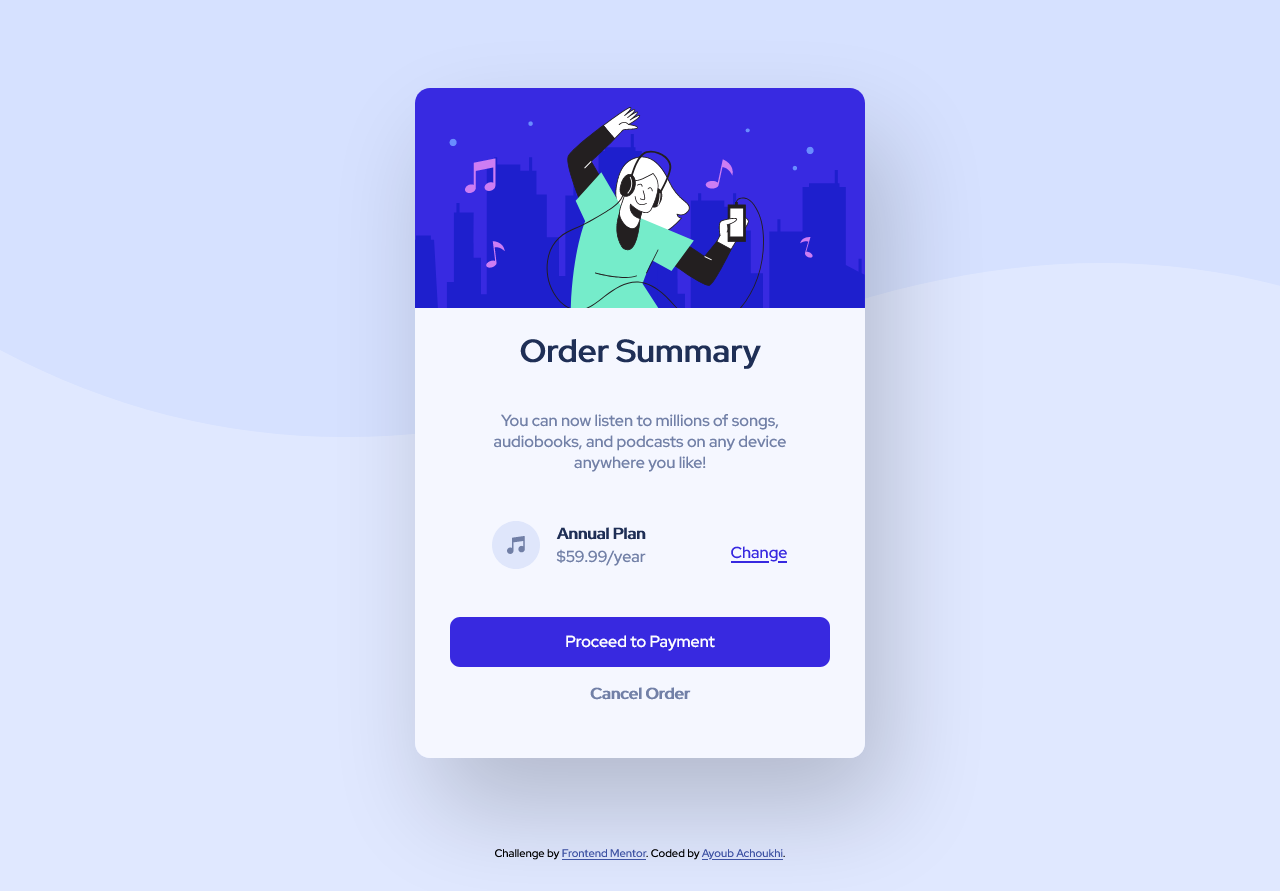 Order Summary
You can now listen to millions of songs,
audiobooks, and podcasts on any device
anywhere you like!
Annual Plan
$59.99/year
Change
Proceed to Payment
Cancel Order
Challenge by Frontend Mentor. Coded by Ayoub Achoukhi.